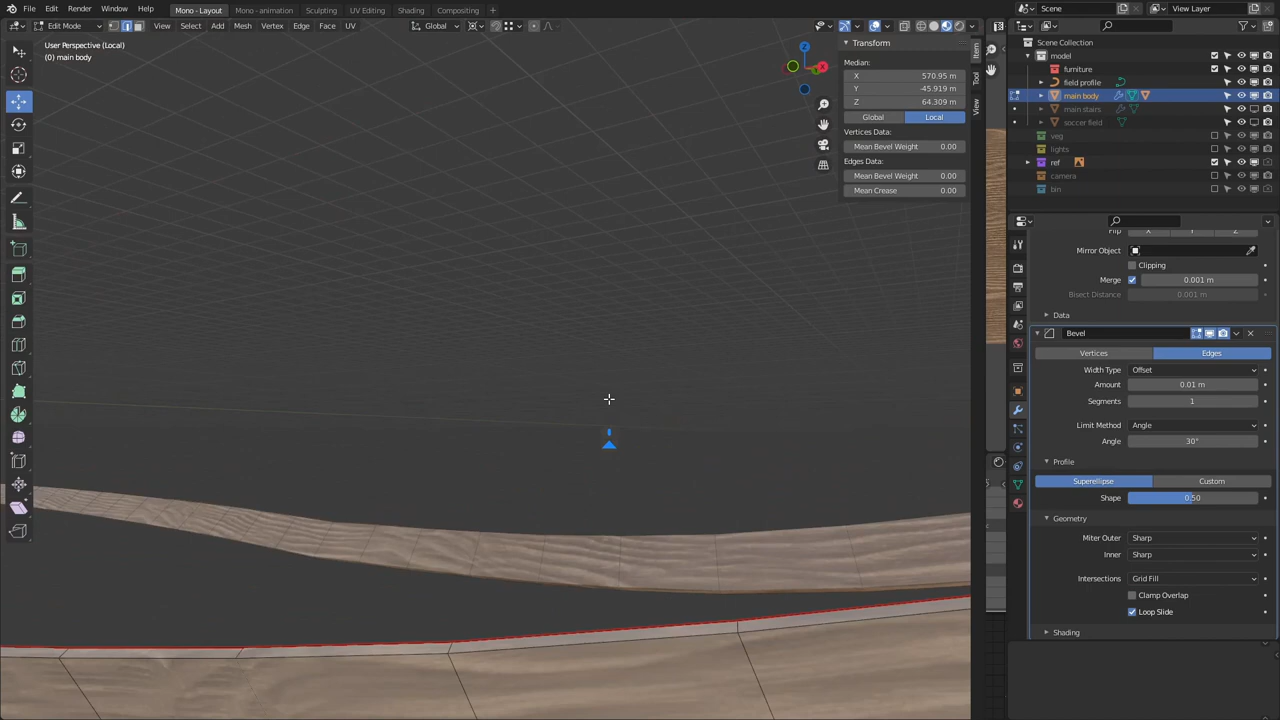 File Edit Render Window Help Mono - Layout Mono - animation Sculpting UV Editing Shading Compositing Scene View Layer
Edit Mode View Select Add Mesh Vertex Edge Face UV Global
User Perspective (Local)
(0) main body
Transform
Median:
X 570.95 m
Y -45.919 m
Z 64.309 m
Global Local
Vertices Data:
Mean Bevel Weight 0.00
Edges Data:
Mean Bevel Weight 0.00
Mean Crease 0.00
Item
Tool
View
X
Z
Scene Collection
model
furniture
field profile
main body
main stairs
soccer field
veg
lights
ref
camera
bin
Flip X Y Z
Mirror Object
Clipping
Merge 0.001 m
Bisect Distance 0.001 m
Data
Bevel
Vertices Edges
Width Type Offset
Amount 0.01 m
Segments 1
Limit Method Angle
Angle 30°
Profile
Superellipse Custom
Shape 0.50
Geometry
Miter Outer Sharp
Inner Sharp
Intersections Grid Fill
Clamp Overlap
Loop Slide
Shading